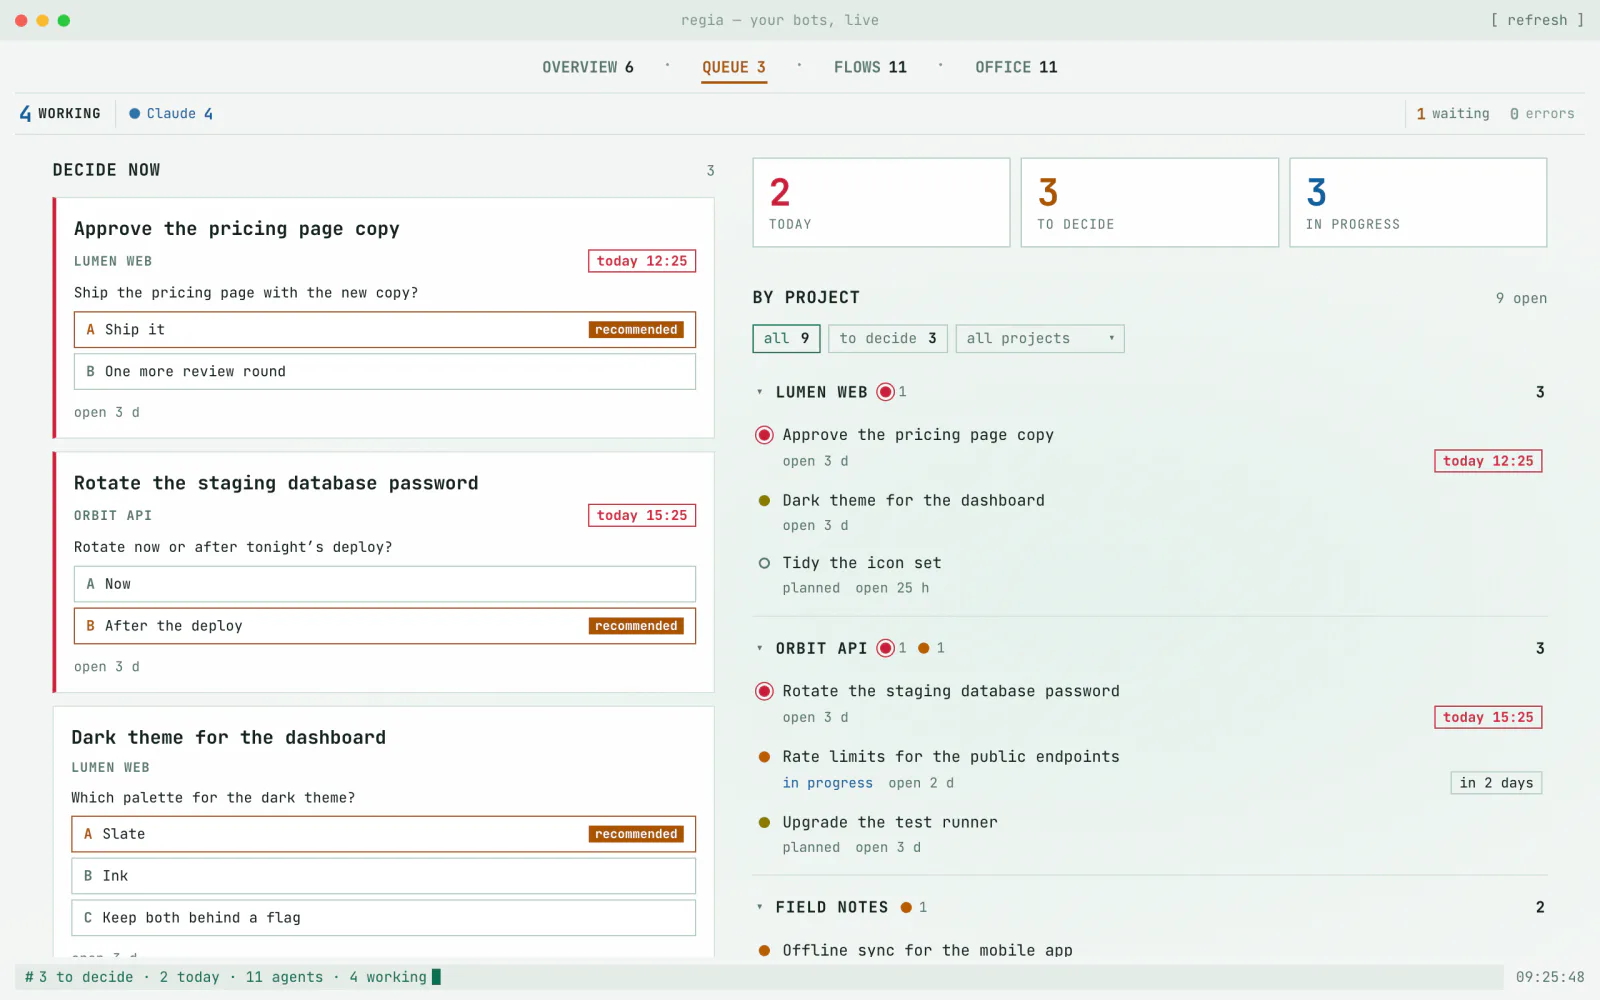 regia — your bots, live
[ refresh ]
OVERVIEW 6 · QUEUE 3 · FLOWS 11 · OFFICE 11
4 WORKING
Claude 4
1 waiting 0 errors
DECIDE NOW 3
Approve the pricing page copy
LUMEN WEB
today 12:25
Ship the pricing page with the new copy?
A Ship it recommended
B One more review round
open 3 d
Rotate the staging database password
ORBIT API
today 15:25
Rotate now or after tonight’s deploy?
A Now
B After the deploy recommended
open 3 d
Dark theme for the dashboard
LUMEN WEB
Which palette for the dark theme?
A Slate recommended
B Ink
C Keep both behind a flag
open 3 d
2
TODAY
3
TO DECIDE
3
IN PROGRESS
BY PROJECT 9 open
all 9
to decide 3
all projects
LUMEN WEB 1 3
Approve the pricing page copy
open 3 d
today 12:25
Dark theme for the dashboard
open 3 d
Tidy the icon set
planned open 25 h
ORBIT API 1 1 3
Rotate the staging database password
open 3 d
today 15:25
Rate limits for the public endpoints
in progress open 2 d
in 2 days
Upgrade the test runner
planned open 3 d
FIELD NOTES 1 2
Offline sync for the mobile app
# 3 to decide · 2 today · 11 agents · 4 working
09:25:48